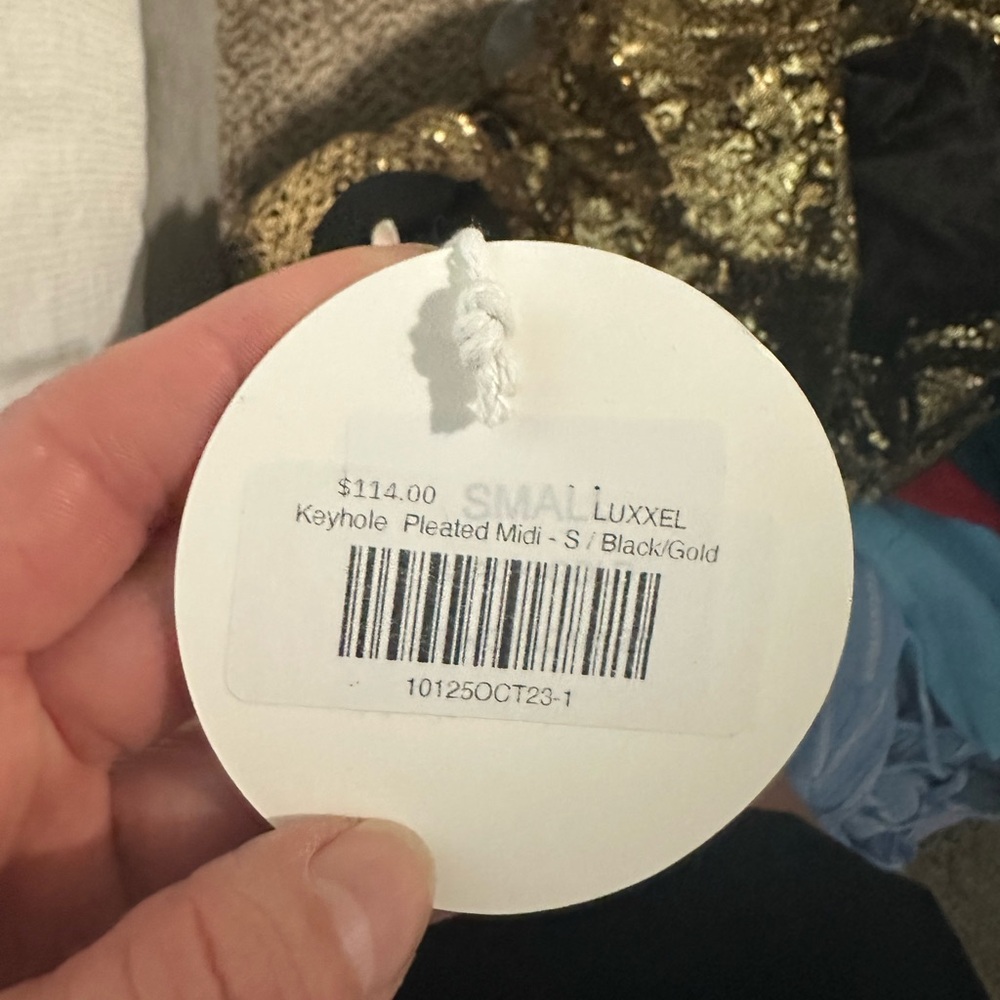 $114.00 SMALL LUXXEL
Keyhole Pleated Midi - S / Black/Gold
10125OCT23-1